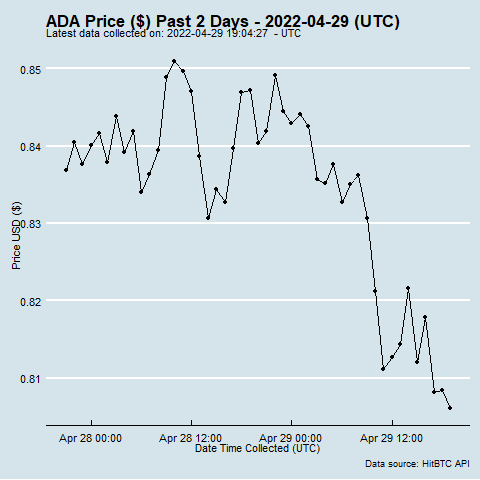 ADA Price ($) Past 2 Days - 2022-04-29 (UTC)
Latest data collected on: 2022-04-29 19:04:27 - UTC
0.85
0.84
0.83
0.82
0.81
Price USD ($)
Apr 28 00:00
Apr 28 12:00
Apr 29 00:00
Apr 29 12:00
Date Time Collected (UTC)
Data source: HitBTC API